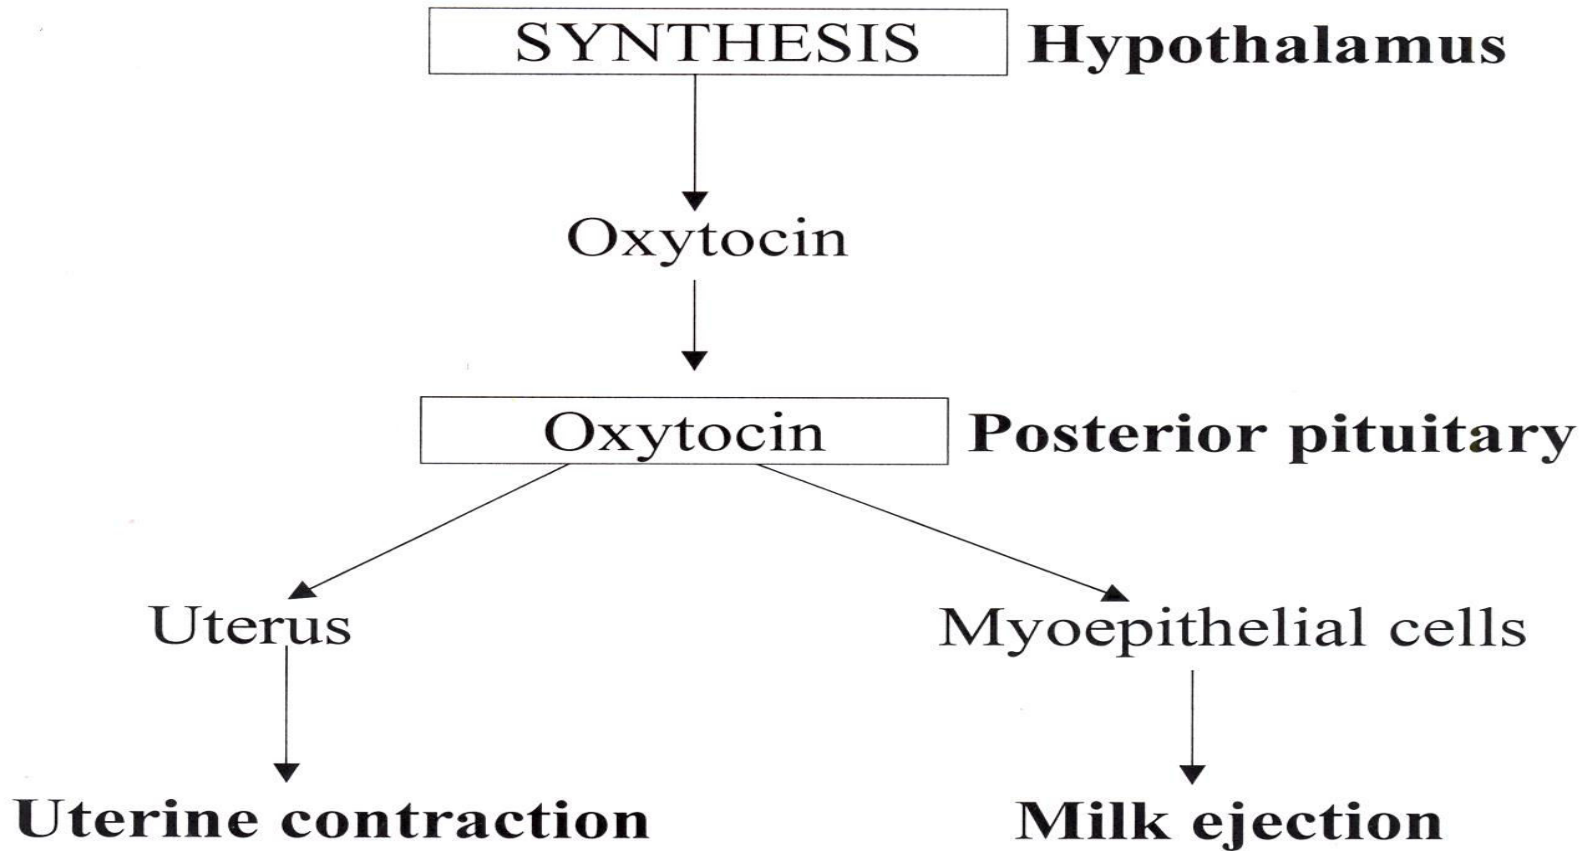 SYNTHESIS Hypothalamus
Oxytocin
Oxytocin Posterior pituitary
Uterus Myoepithelial cells
Uterine contraction Milk ejection